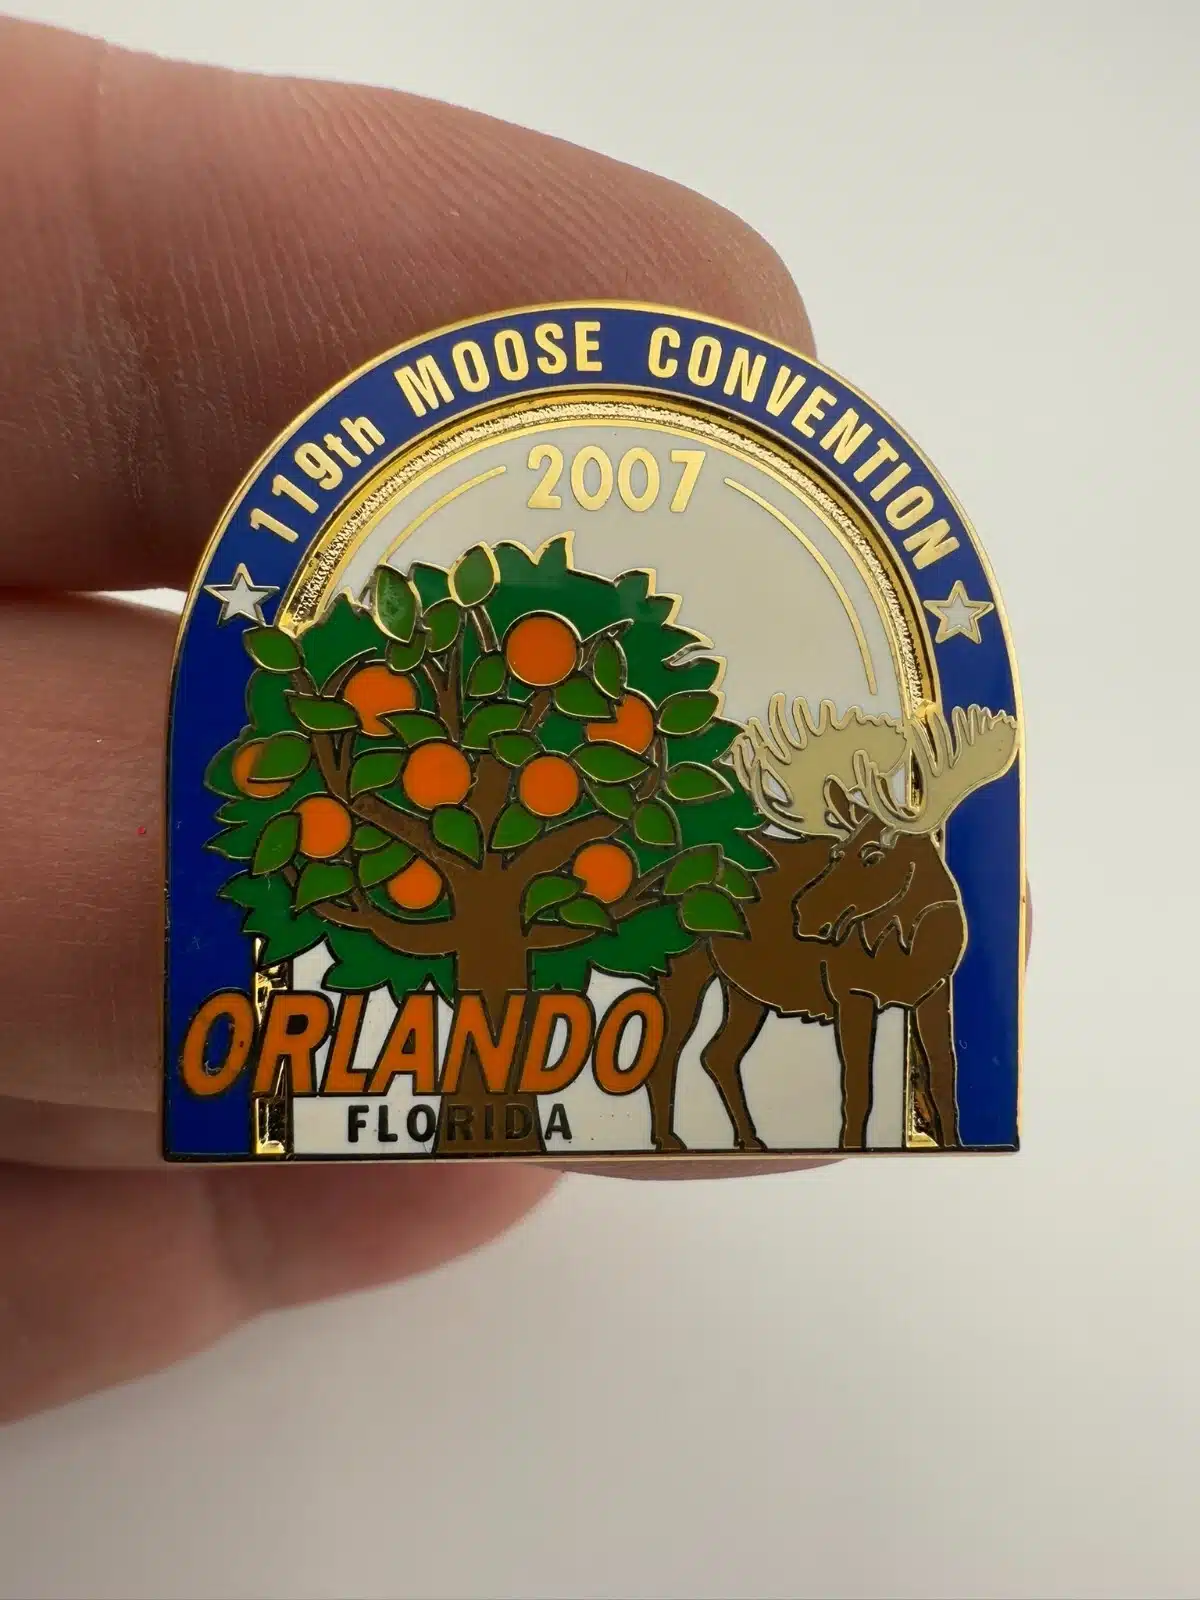 119th MOOSE CONVENTION
2007
ORLANDO
FLORIDA